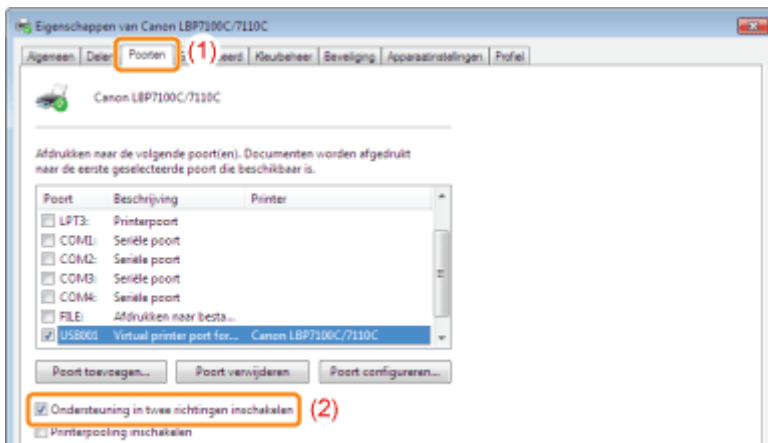 Eigenschappen van Canon LBP7100C/7110C
Algemeen Delen Poorten (1) eerd Kleurbeheer Beveiliging Apparaatinstellingen Profiel
Canon LBP7100C/7110C
Afdrukken naar de volgende poort(en). Documenten worden afgedrukt
naar de eerste geselecteerde poort die beschikbaar is.
Poort Beschrijving Printer
LPT3: Printerpoort
COM1: Seriële poort
COM2: Seriële poort
COM3: Seriële poort
COM4: Seriële poort
FILE: Afdrukken naar besta...
USB001 Virtual printer port for... Canon LBP7100C/7110C
Poort toevoegen... Poort verwijderen Poort configureren...
Ondersteuning in twee richtingen inschakelen (2)
Printerpooling inschakelen